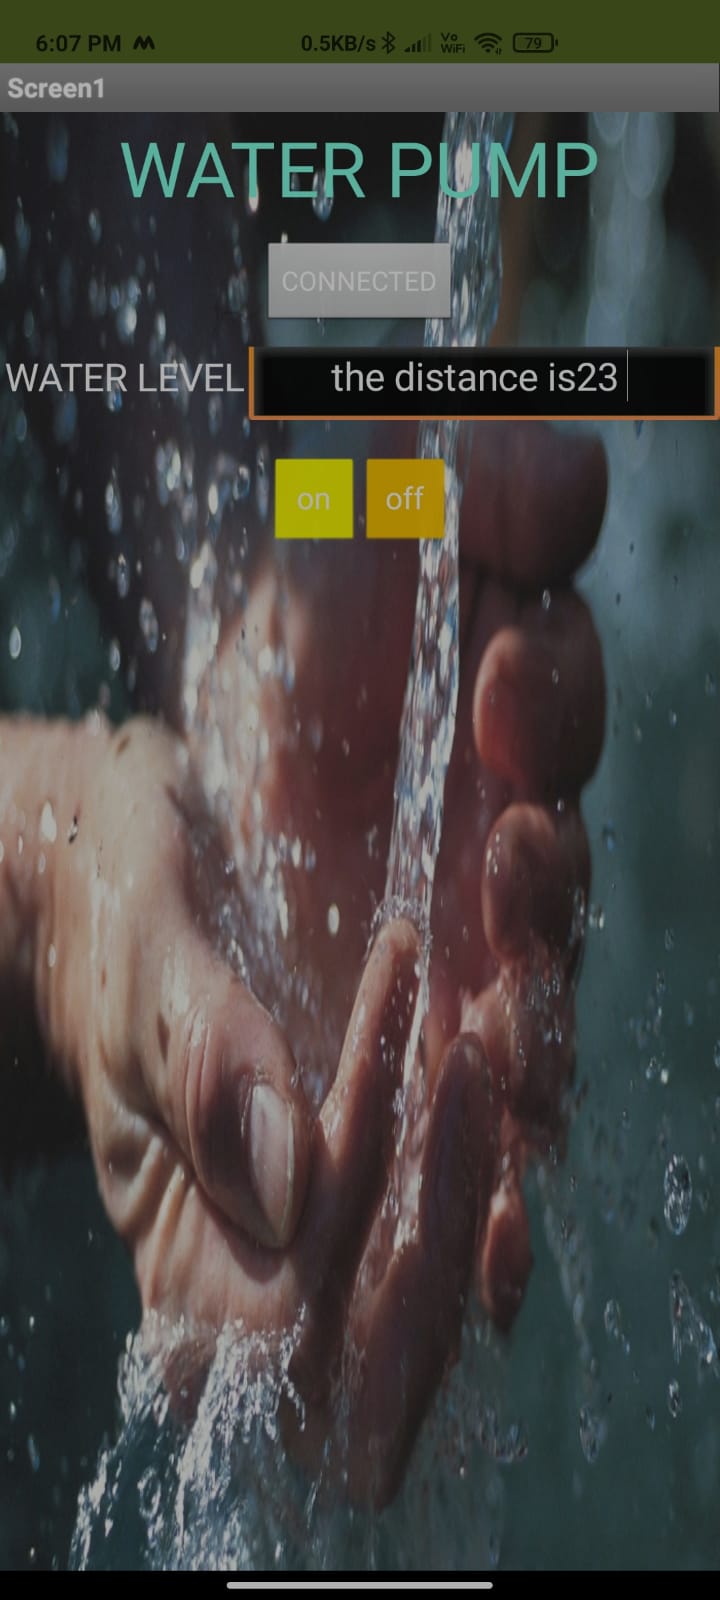 6:07 PM 0.5KB/s Vo WiFi 79
Screen1
WATER PUMP
CONNECTED
WATER LEVEL the distance is23
on off